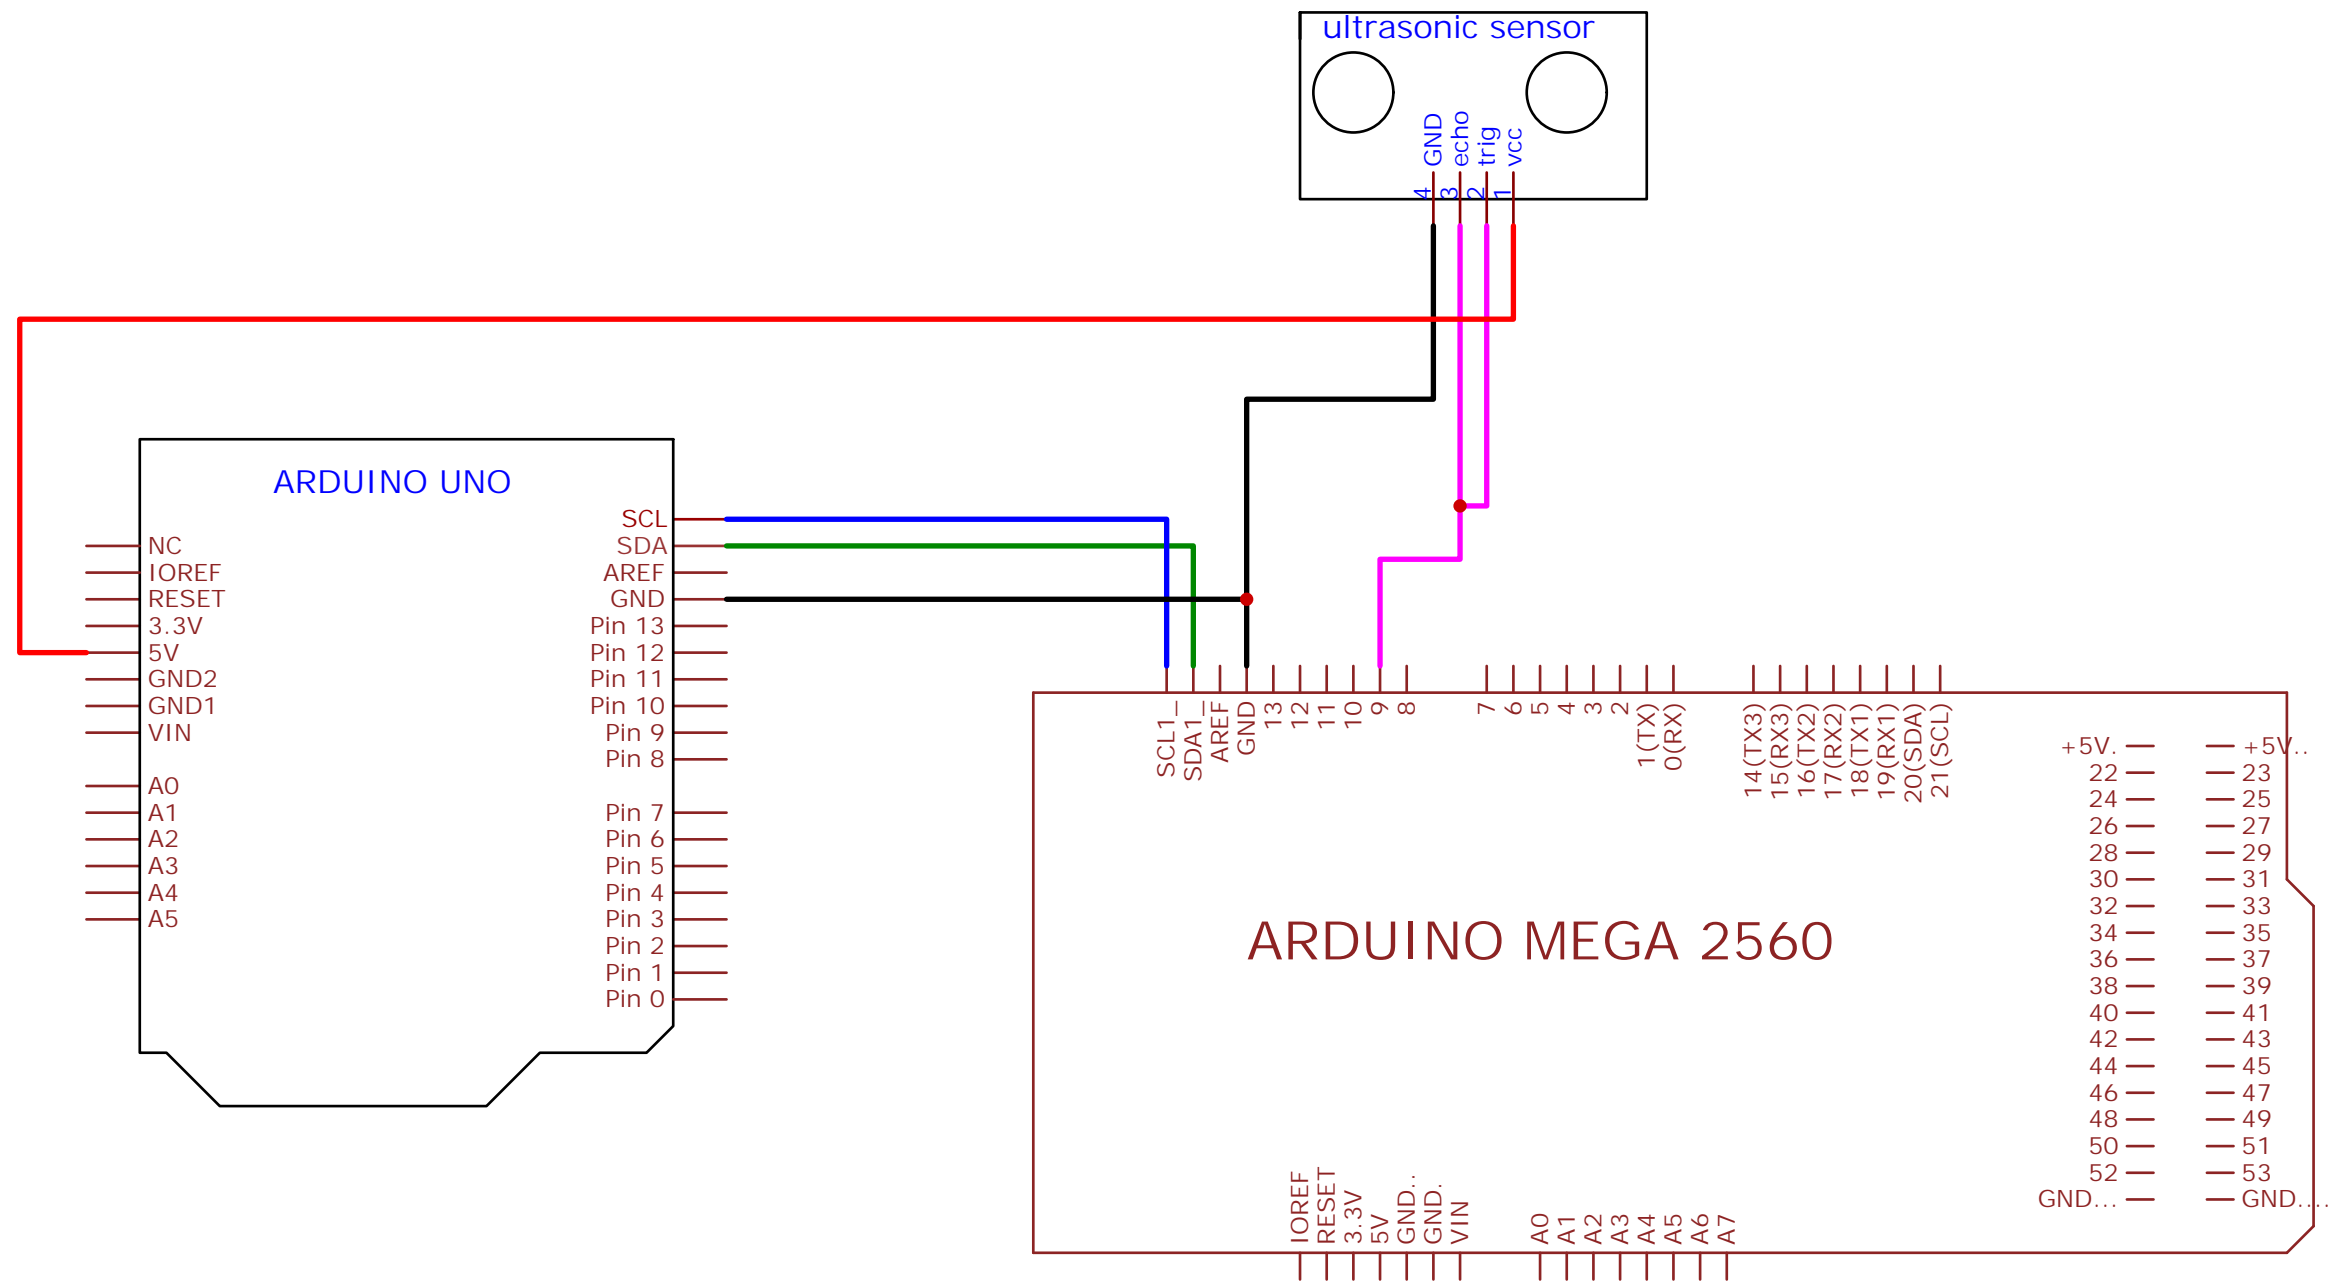 ultrasonic sensor
GND
echo
trig
vcc
4
3
2
1
ARDUINO UNO
NC
IOREF
RESET
3.3V
5V
GND2
GND1
VIN
A0
A1
A2
A3
A4
A5
SCL
SDA
AREF
GND
Pin 13
Pin 12
Pin 11
Pin 10
Pin 9
Pin 8
Pin 7
Pin 6
Pin 5
Pin 4
Pin 3
Pin 2
Pin 1
Pin 0
SCL1_
SDA1_
AREF
GND
13
12
11
10
9
8
7
6
5
4
3
2
1(TX)
0(RX)
14(TX3)
15(RX3)
16(TX2)
17(RX2)
18(TX1)
19(RX1)
20(SDA)
21(SCL)
+5V. +5V..
22 23
24 25
26 27
28 29
30 31
32 33
34 35
36 37
38 39
40 41
42 43
44 45
46 47
48 49
50 51
52 53
GND... GND....
ARDUINO MEGA 2560
IOREF
RESET
3.3V
5V
GND..
GND.
VIN
A0
A1
A2
A3
A4
A5
A6
A7